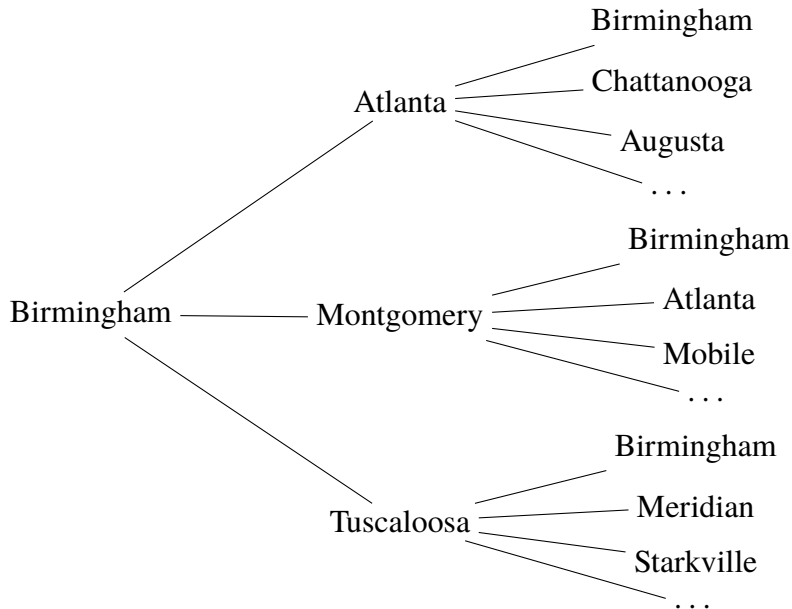 Birmingham
Atlanta
Birmingham
Chattanooga
Augusta
. . .
Montgomery
Birmingham
Atlanta
Mobile
. . .
Tuscaloosa
Birmingham
Meridian
Starkville
. . .